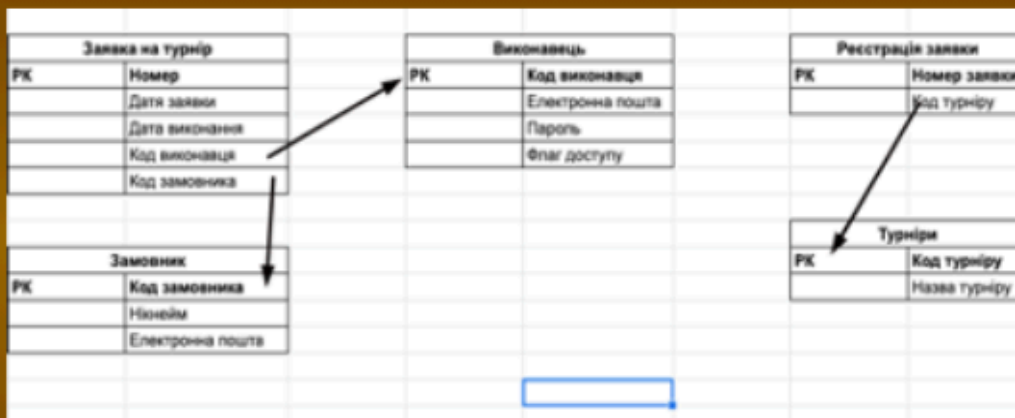 Заявка на турнір
PK Номер
Датя заявки
Дата виконання
Код виконавця
Код замовника
Замовник
PK Код замовника
Нікнейм
Електронна пошта
Виконавець
PK Код виконавця
Електронна пошта
Пароль
Флаг доступу
Реєстрація заявки
PK Номер заявки
Код турніру
Турніри
PK Код турніру
Назва турніру